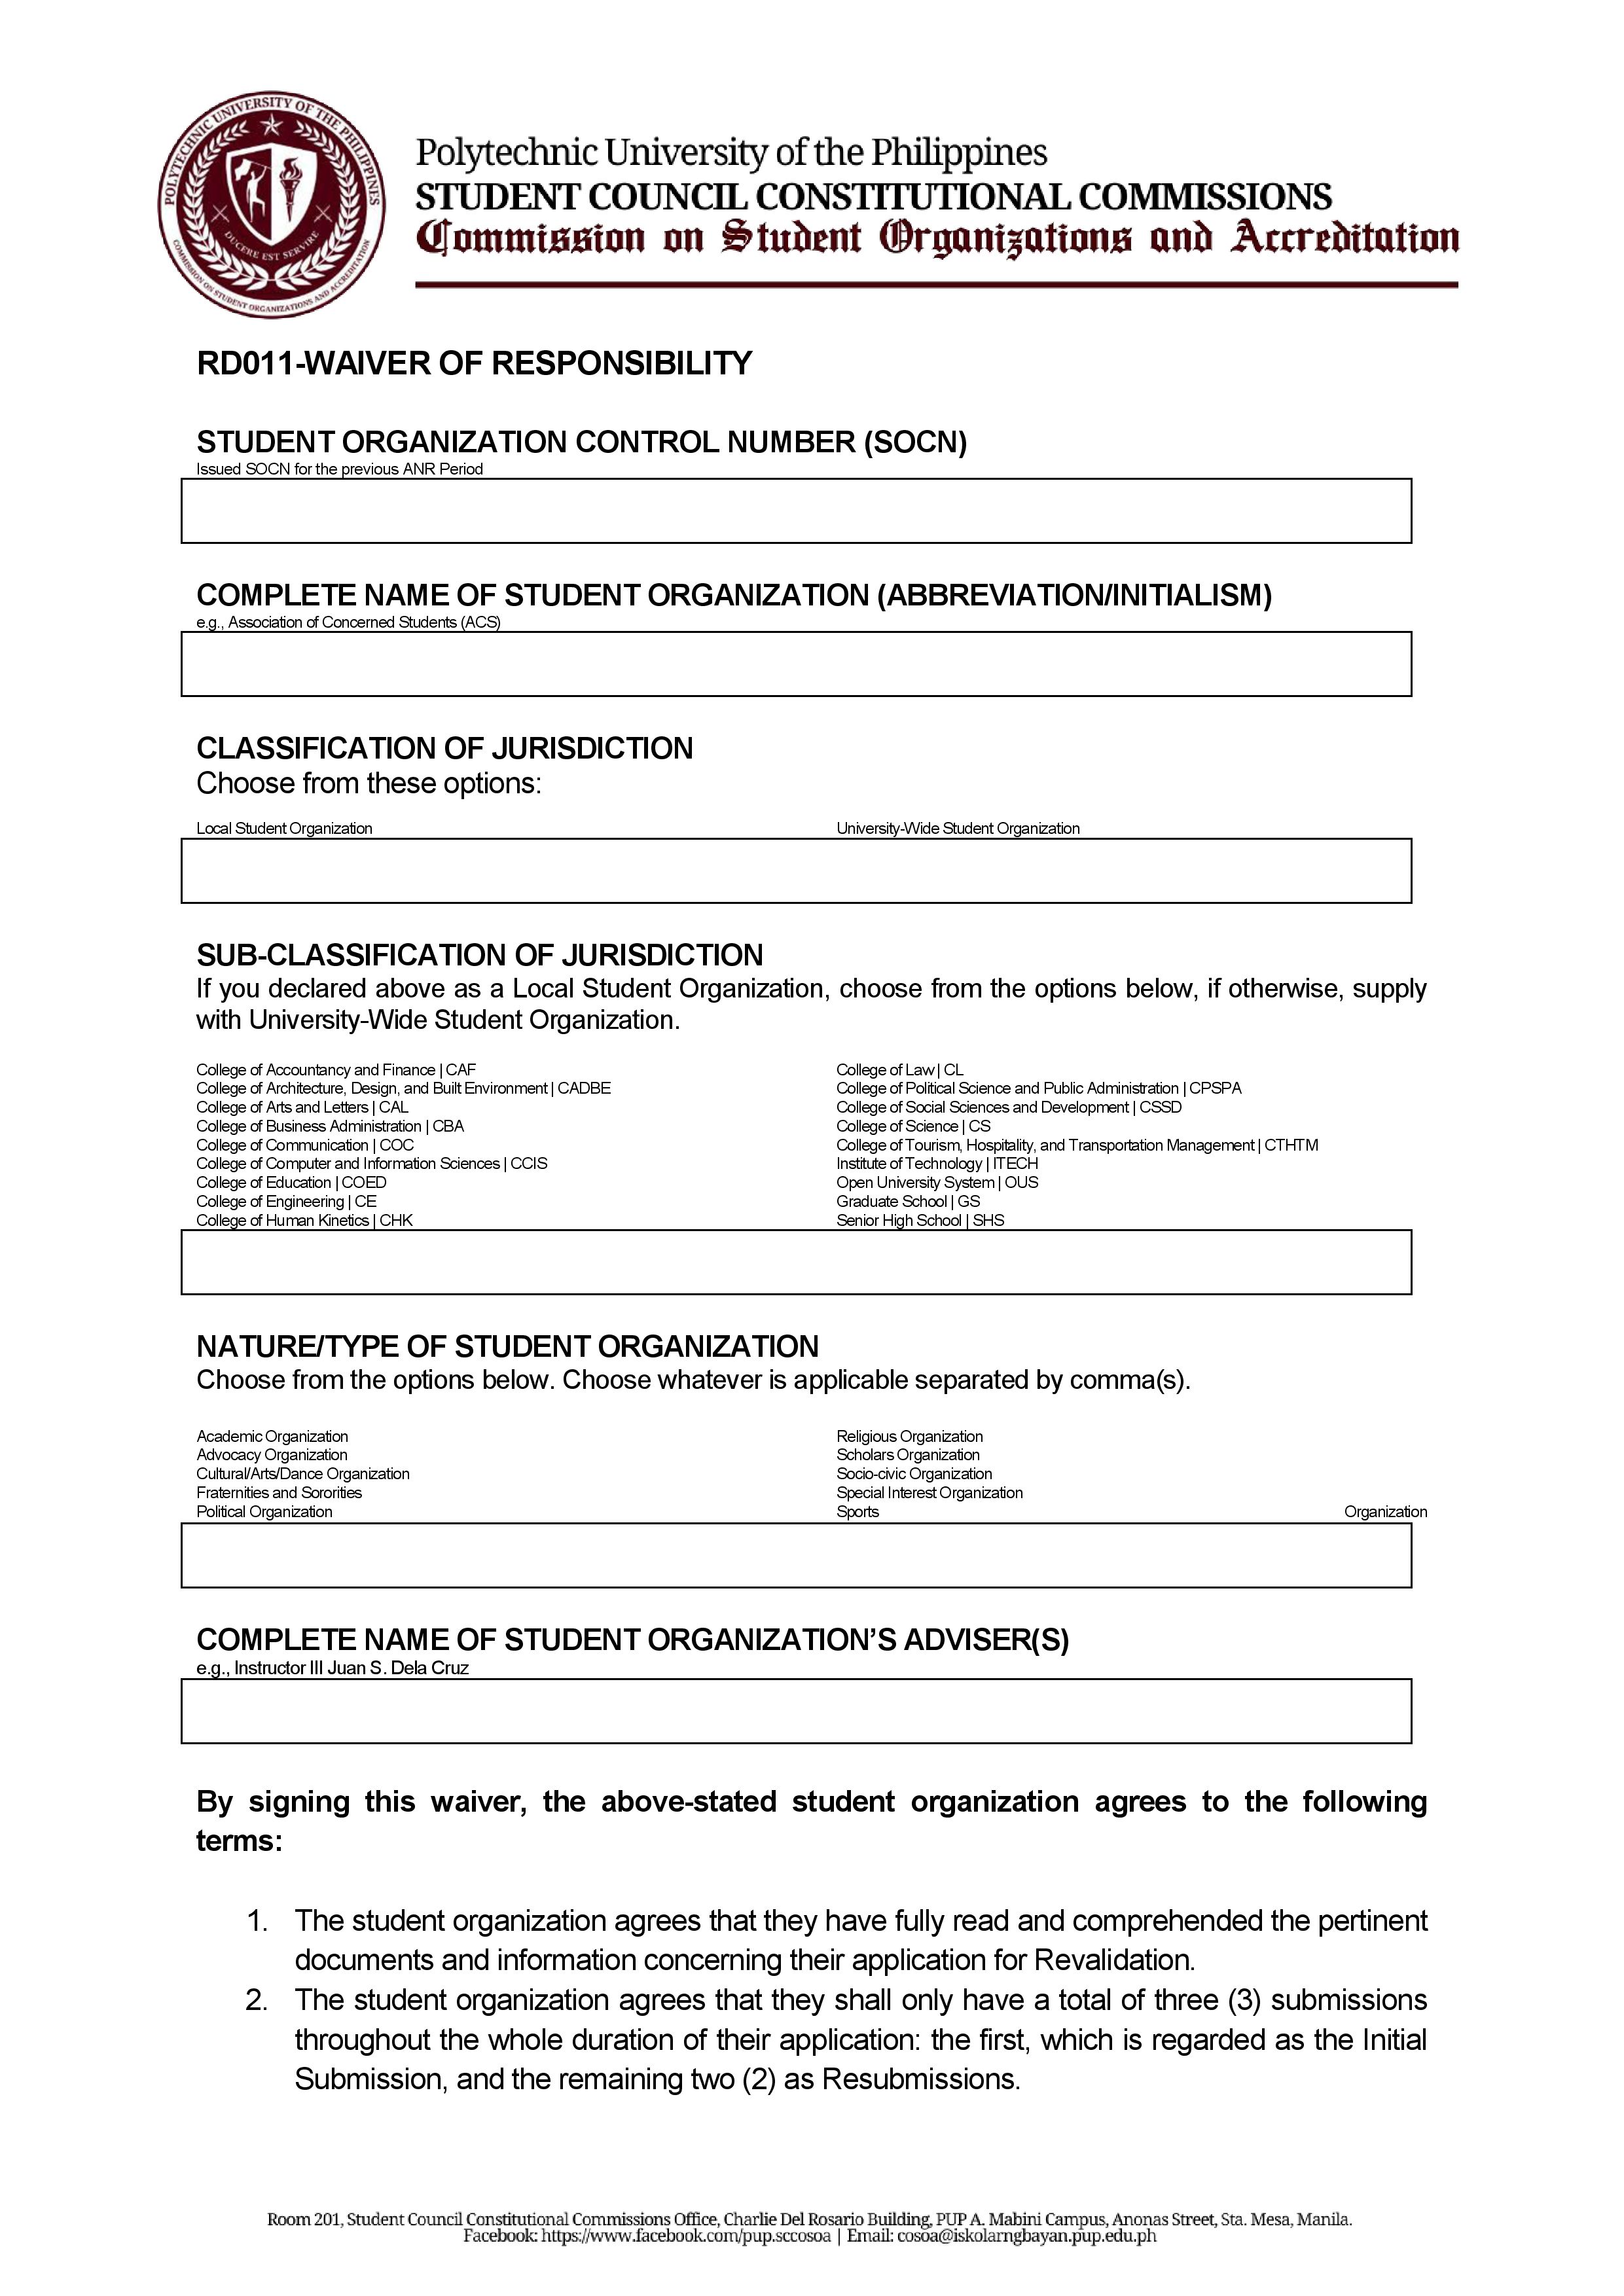 POLYTECHNIC UNIVERSITY OF THE PHILIPPINES
DUCERE EST SERVIRE
COMMISSION ON STUDENT ORGANIZATIONS AND ACCREDITATION
Polytechnic University of the Philippines
STUDENT COUNCIL CONSTITUTIONAL COMMISSIONS
Commission on Student Organizations and Accreditation
RD011-WAIVER OF RESPONSIBILITY
STUDENT ORGANIZATION CONTROL NUMBER (SOCN)
Issued SOCN for the previous ANR Period
COMPLETE NAME OF STUDENT ORGANIZATION (ABBREVIATION/INITIALISM)
e.g., Association of Concerned Students (ACS)
CLASSIFICATION OF JURISDICTION
Choose from these options:
Local Student Organization
University-Wide Student Organization
SUB-CLASSIFICATION OF JURISDICTION
If you declared above as a Local Student Organization, choose from the options below, if otherwise, supply
with University-Wide Student Organization.
College of Accountancy and Finance | CAF
College of Architecture, Design, and Built Environment | CADBE
College of Arts and Letters | CAL
College of Business Administration | CBA
College of Communication | COC
College of Computer and Information Sciences | CCIS
College of Education | COED
College of Engineering | CE
College of Human Kinetics | CHK
College of Law | CL
College of Political Science and Public Administration | CPSPA
College of Social Sciences and Development | CSSD
College of Science | CS
College of Tourism, Hospitality, and Transportation Management | CTHTM
Institute of Technology | ITECH
Open University System | OUS
Graduate School | GS
Senior High School | SHS
NATURE/TYPE OF STUDENT ORGANIZATION
Choose from the options below. Choose whatever is applicable separated by comma(s).
Academic Organization
Advocacy Organization
Cultural/Arts/Dance Organization
Fraternities and Sororities
Political Organization
Religious Organization
Scholars Organization
Socio-civic Organization
Special Interest Organization
Sports Organization
COMPLETE NAME OF STUDENT ORGANIZATION’S ADVISER(S)
e.g., Instructor III Juan S. Dela Cruz
By signing this waiver, the above-stated student organization agrees to the following
terms:
1. The student organization agrees that they have fully read and comprehended the pertinent
documents and information concerning their application for Revalidation.
2. The student organization agrees that they shall only have a total of three (3) submissions
throughout the whole duration of their application: the first, which is regarded as the Initial
Submission, and the remaining two (2) as Resubmissions.
Room 201, Student Council Constitutional Commissions Office, Charlie Del Rosario Building, PUP A. Mabini Campus, Anonas Street, Sta. Mesa, Manila.
Facebook: https://www.facebook.com/pup.sccosoa | Email: cosoa@iskolarngbayan.pup.edu.ph